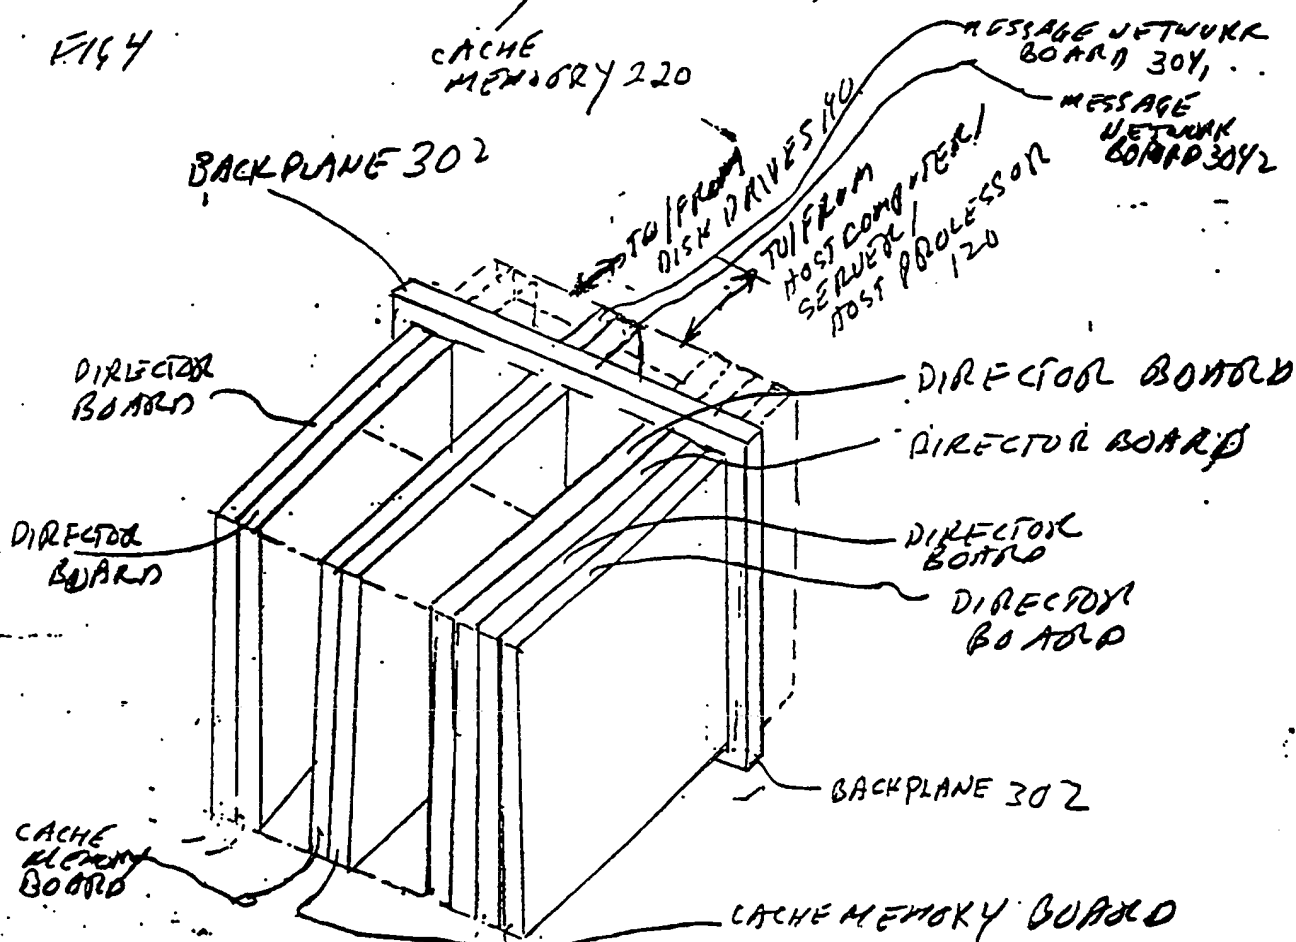 FIG 4
CACHE
MEMORY 220
MESSAGE NETWORK
BOARD 304,
MESSAGE
NETWORK
BOARD 3042
BACKPLANE 302
TO/FROM
DISK DRIVES 140
TO/FROM
HOST COMPUTER/
SERVER/
HOST PROCESSOR
120
DIRECTOR
BOARD
DIRECTOR BOARD
DIRECTOR BOARD
DIRECTOR
BOARD
DIRECTOR
BOARD
DIRECTOR
BOARD
BACKPLANE 302
CACHE
MEMORY
BOARD
CACHE MEMORY BOARD